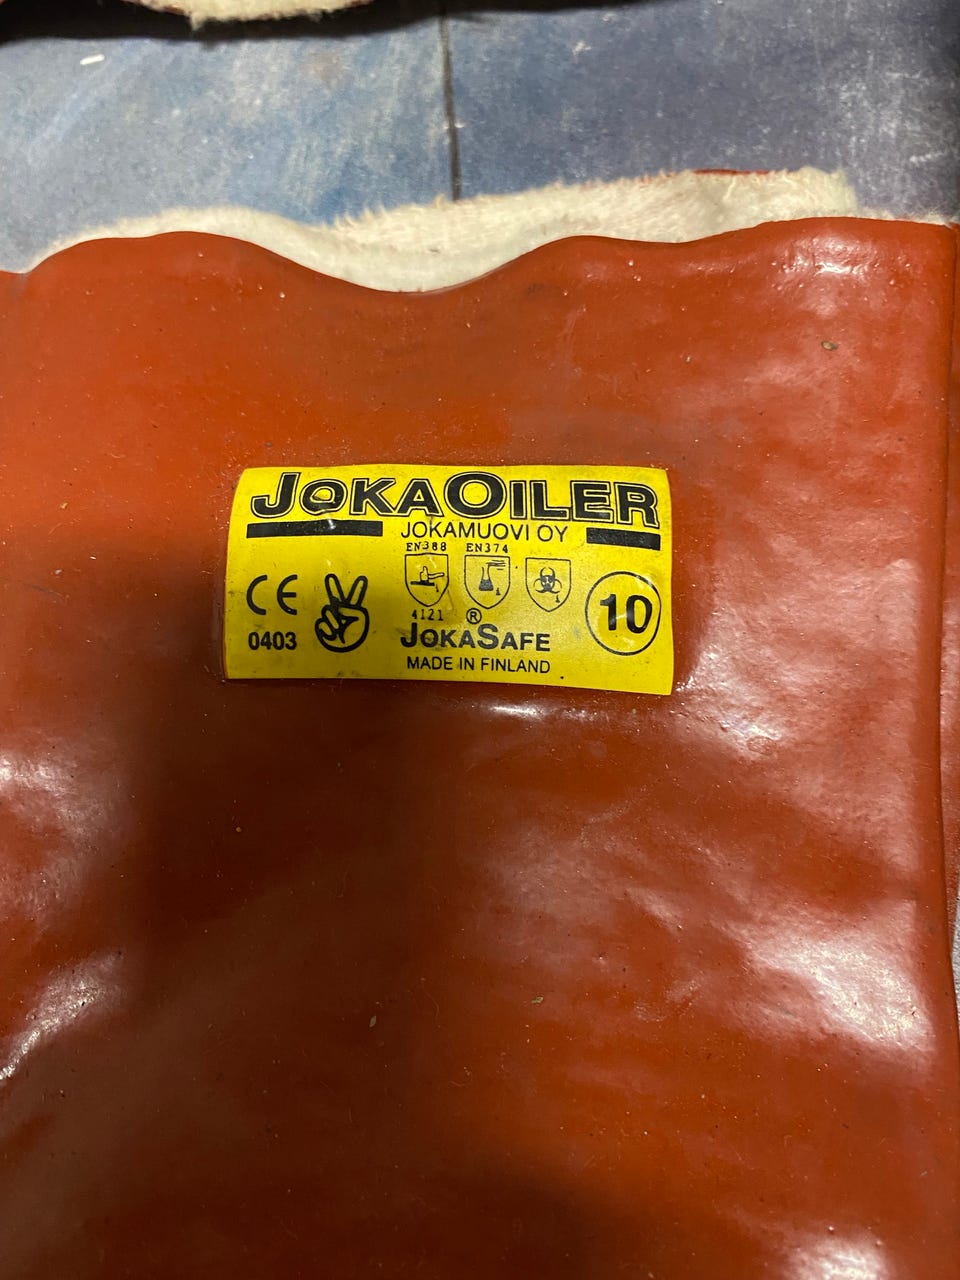 JOKAOILER
JOKAMUOVI OY
EN388 EN374
CE
0403
4121
10
®
JOKASAFE
MADE IN FINLAND